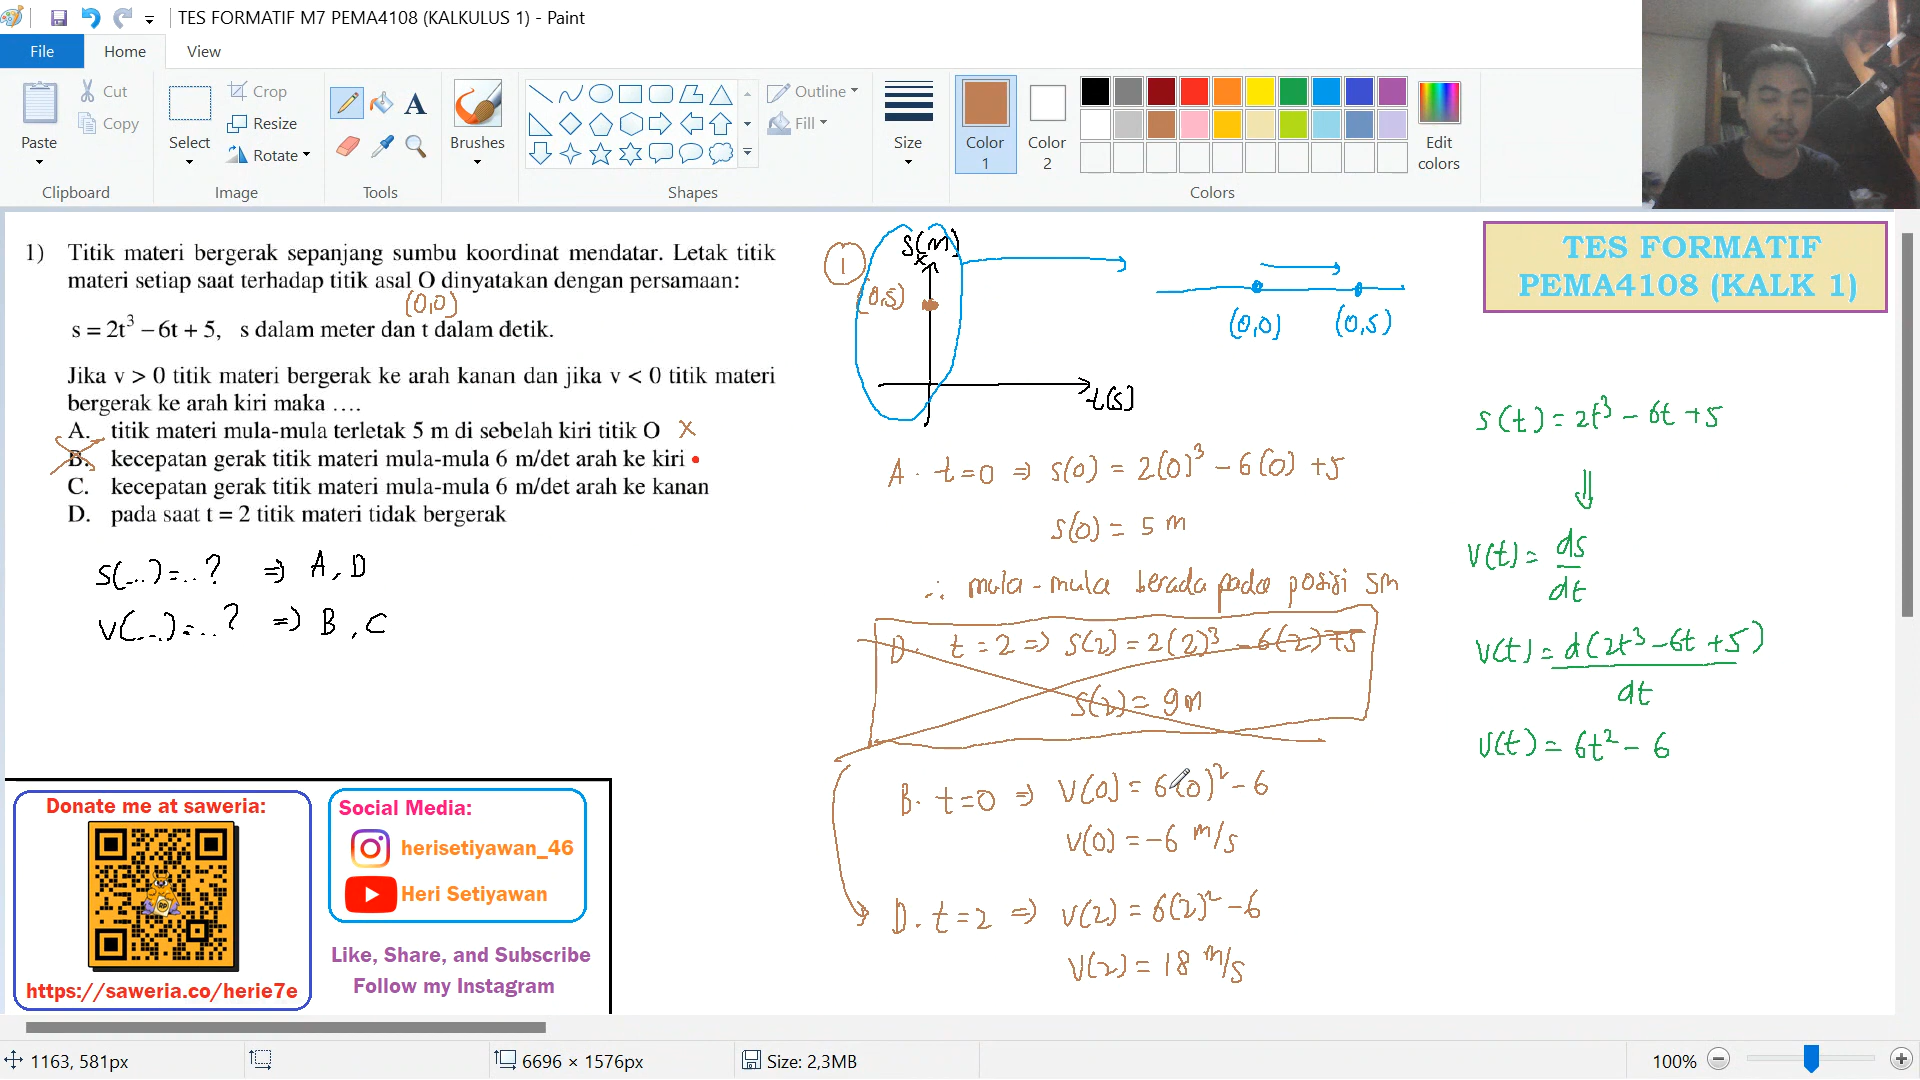 TES FORMATIF M7 PEMA4108 (KALKULUS 1) - Paint
File Home View
Paste
Cut
Copy
Clipboard
Select
Crop
Resize
Rotate
Image
Tools
Brushes
Shapes
Outline
Fill
Size
Color 1
Color 2
Edit colors
Colors
1) Titik materi bergerak sepanjang sumbu koordinat mendatar. Letak titik
materi setiap saat terhadap titik asal O dinyatakan dengan persamaan:
(0,0)
s = 2t³ – 6t + 5, s dalam meter dan t dalam detik.
Jika v > 0 titik materi bergerak ke arah kanan dan jika v < 0 titik materi
bergerak ke arah kiri maka ….
A. titik materi mula-mula terletak 5 m di sebelah kiri titik O X
B. kecepatan gerak titik materi mula-mula 6 m/det arah ke kiri
C. kecepatan gerak titik materi mula-mula 6 m/det arah ke kanan
D. pada saat t = 2 titik materi tidak bergerak
s(...)=..? ⇒ A, D
v(...)=..? ⇒ B, C
1
s(m)
x
(0,5)
t(s)
(0,0) (0,5)
A. t=0 ⇒ s(0) = 2(0)³ - 6(0) +5
s(0) = 5 m
∴ mula-mula berada pada posisi 5m
D. t=2 ⇒ s(2) = 2(2)³ - 6(2)+5
s(2) = 9m
B. t=0 ⇒ v(0) = 6(0)² - 6
v(0) = -6 m/s
D. t=2 ⇒ v(2) = 6(2)² - 6
v(2) = 18 m/s
TES FORMATIF
PEMA4108 (KALK 1)
s(t) = 2t³ - 6t + 5
⇓
v(t) = ds/dt
v(t) = d(2t³ - 6t + 5)/dt
v(t) = 6t² - 6
Donate me at saweria:
RP
https://saweria.co/herie7e
Social Media:
herisetiyawan_46
Heri Setiyawan
Like, Share, and Subscribe
Follow my Instagram
1163, 581px
6696 × 1576px
Size: 2,3MB
100%